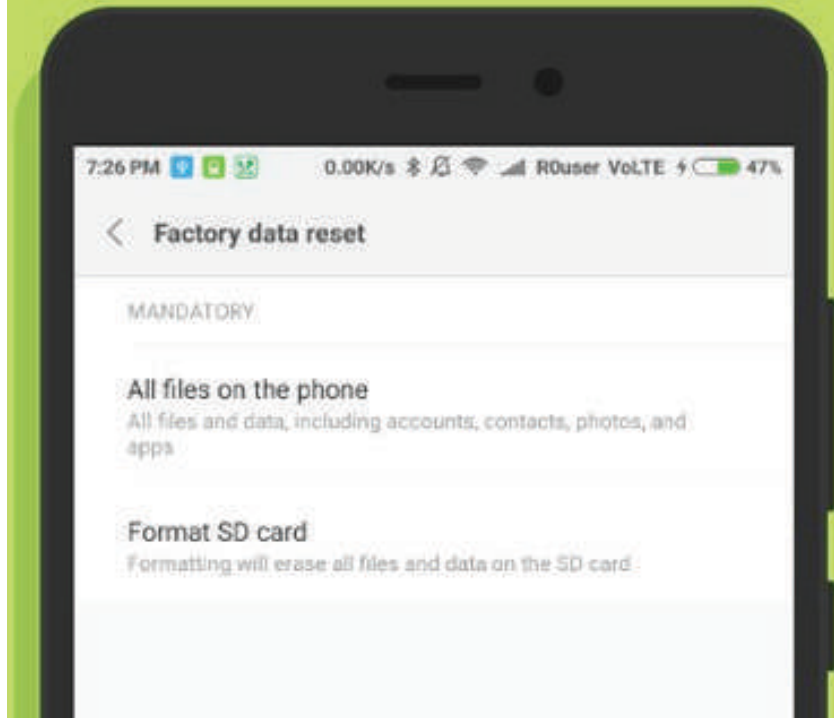 7:26 PM 0.00K/s R0user VoLTE 47%
Factory data reset
MANDATORY
All files on the phone
All files and data, including accounts, contacts, photos, and
apps
Format SD card
Formatting will erase all files and data on the SD card